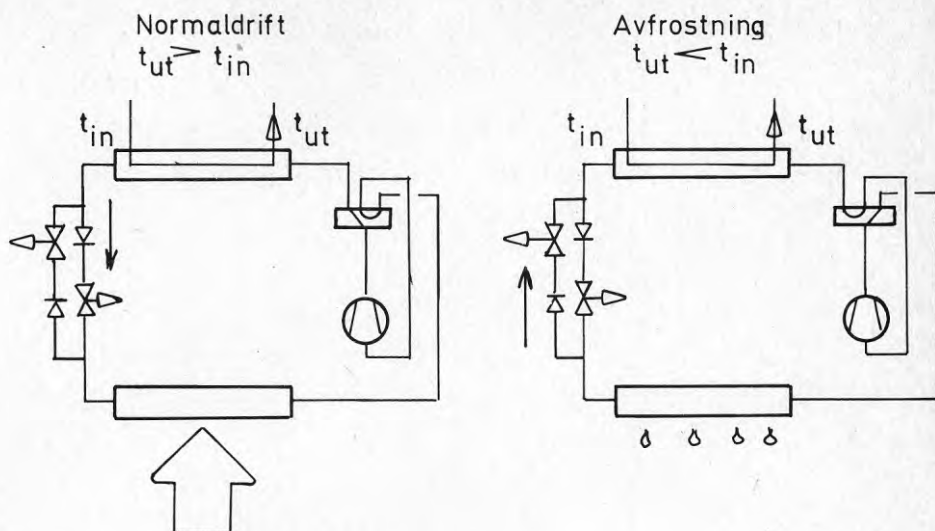 Normaldrift
t_ut > t_in
t_in
t_ut
Avfrostning
t_ut < t_in
t_in
t_ut